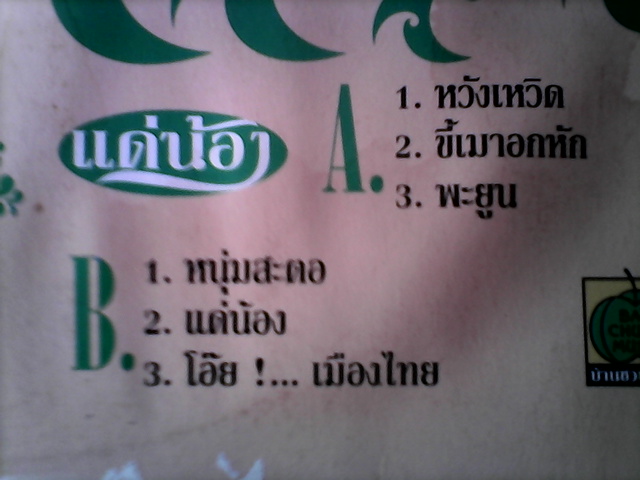 แด่น้อง
A.
1. หวังเหวิด
2. ขี้เมาอกหัก
3. พะยูน
B.
1. หนุ่มสะตอ
2. แด่น้อง
3. โอ๊ย !... เมืองไทย